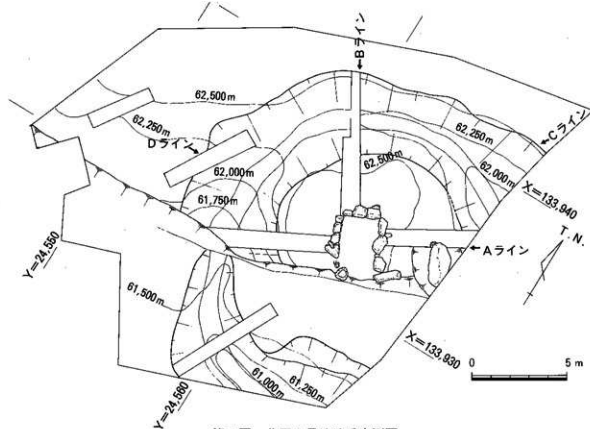 Bライン
62,500m
62,250m
Dライン
62,000m
61,750m
62,500m
62,250m
62,000m
Cライン
X=133,940
T.N.
Y=24,550
Aライン
61,500m
X=133,930
61,000m
61,250m
Y=24,560
0 5 m